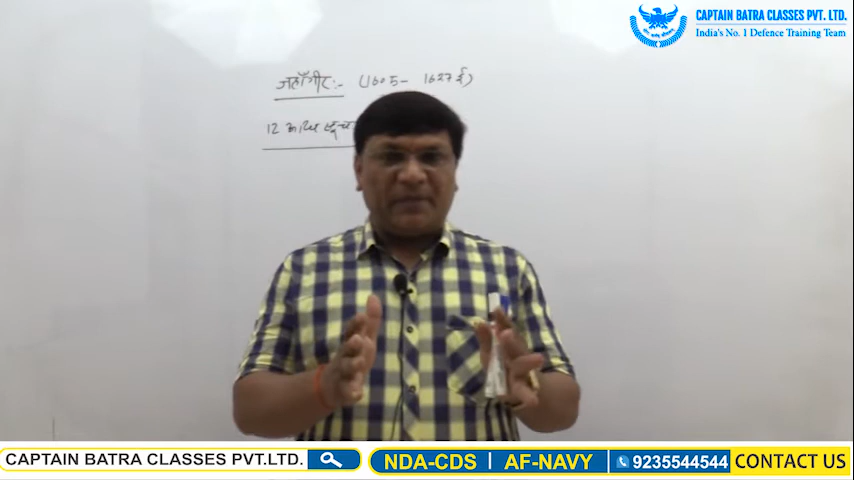 CAPTAIN BATRA CLASSES PVT. LTD.
India's No. 1 Defence Training Team
जहाँगीर:- (1605- 1627 ई)
12
CAPTAIN BATRA CLASSES PVT.LTD.
NDA-CDS | AF-NAVY
9235544544
CONTACT US